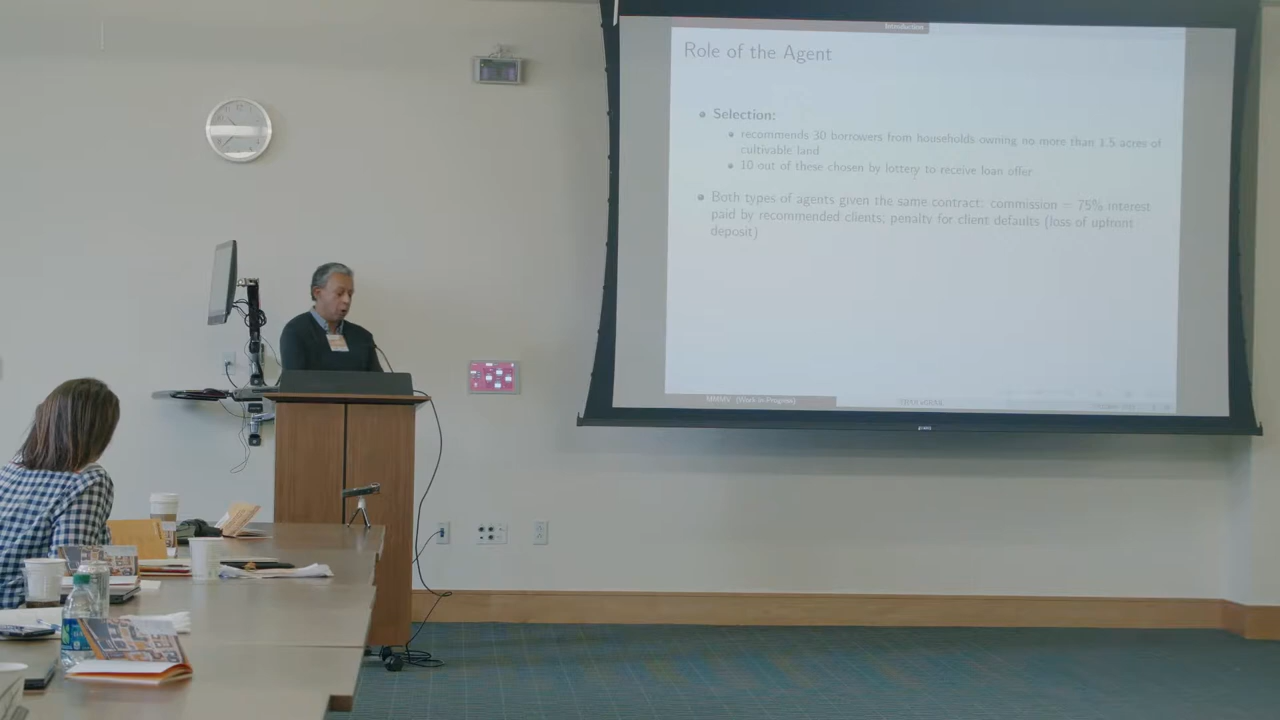 Introduction
Role of the Agent
Selection:
recommends 30 borrowers from households owning no more than 1.5 acres of
cultivable land
10 out of these chosen by lottery to receive loan offer
Both types of agents given the same contract: commission = 75% interest
paid by recommended clients; penalty for client defaults (loss of upfront
deposit)
MMMV (Work in Progress)